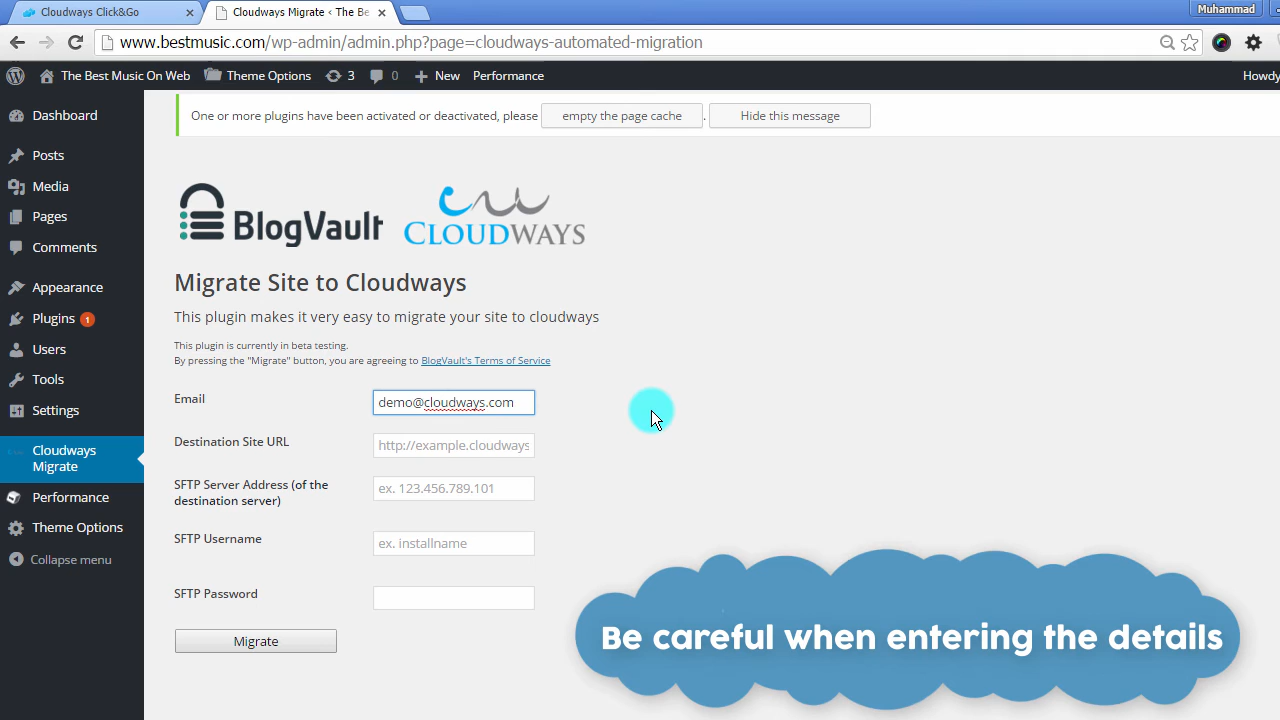 Cloudways Click&Go
Cloudways Migrate ‹ The Be
Muhammad
www.bestmusic.com/wp-admin/admin.php?page=cloudways-automated-migration
The Best Music On Web
Theme Options
3
0
New
Performance
Howdy
Dashboard
Posts
Media
Pages
Comments
Appearance
Plugins 1
Users
Tools
Settings
Cloudways
Migrate
Performance
Theme Options
Collapse menu
One or more plugins have been activated or deactivated, please empty the page cache . Hide this message
BlogVault
CLOUDWAYS
Migrate Site to Cloudways
This plugin makes it very easy to migrate your site to cloudways
This plugin is currently in beta testing.
By pressing the "Migrate" button, you are agreeing to BlogVault's Terms of Service
Email demo@cloudways.com
Destination Site URL http://example.cloudways
SFTP Server Address (of the
destination server)
ex. 123.456.789.101
SFTP Username ex. installname
SFTP Password
Migrate
Be careful when entering the details